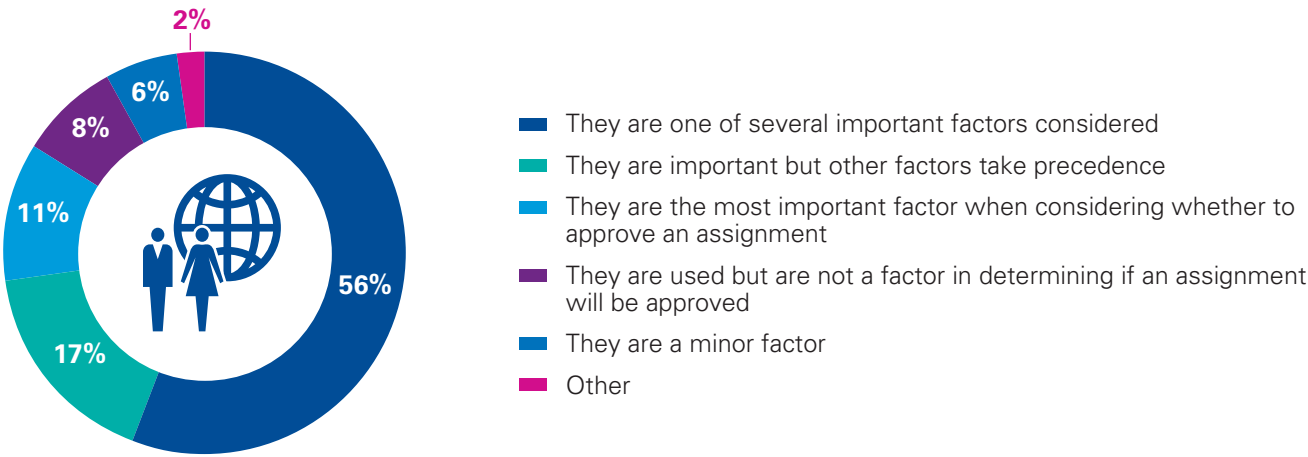 2%
6%
8%
11%
17%
56%
They are one of several important factors considered
They are important but other factors take precedence
They are the most important factor when considering whether to
approve an assignment
They are used but are not a factor in determining if an assignment
will be approved
They are a minor factor
Other